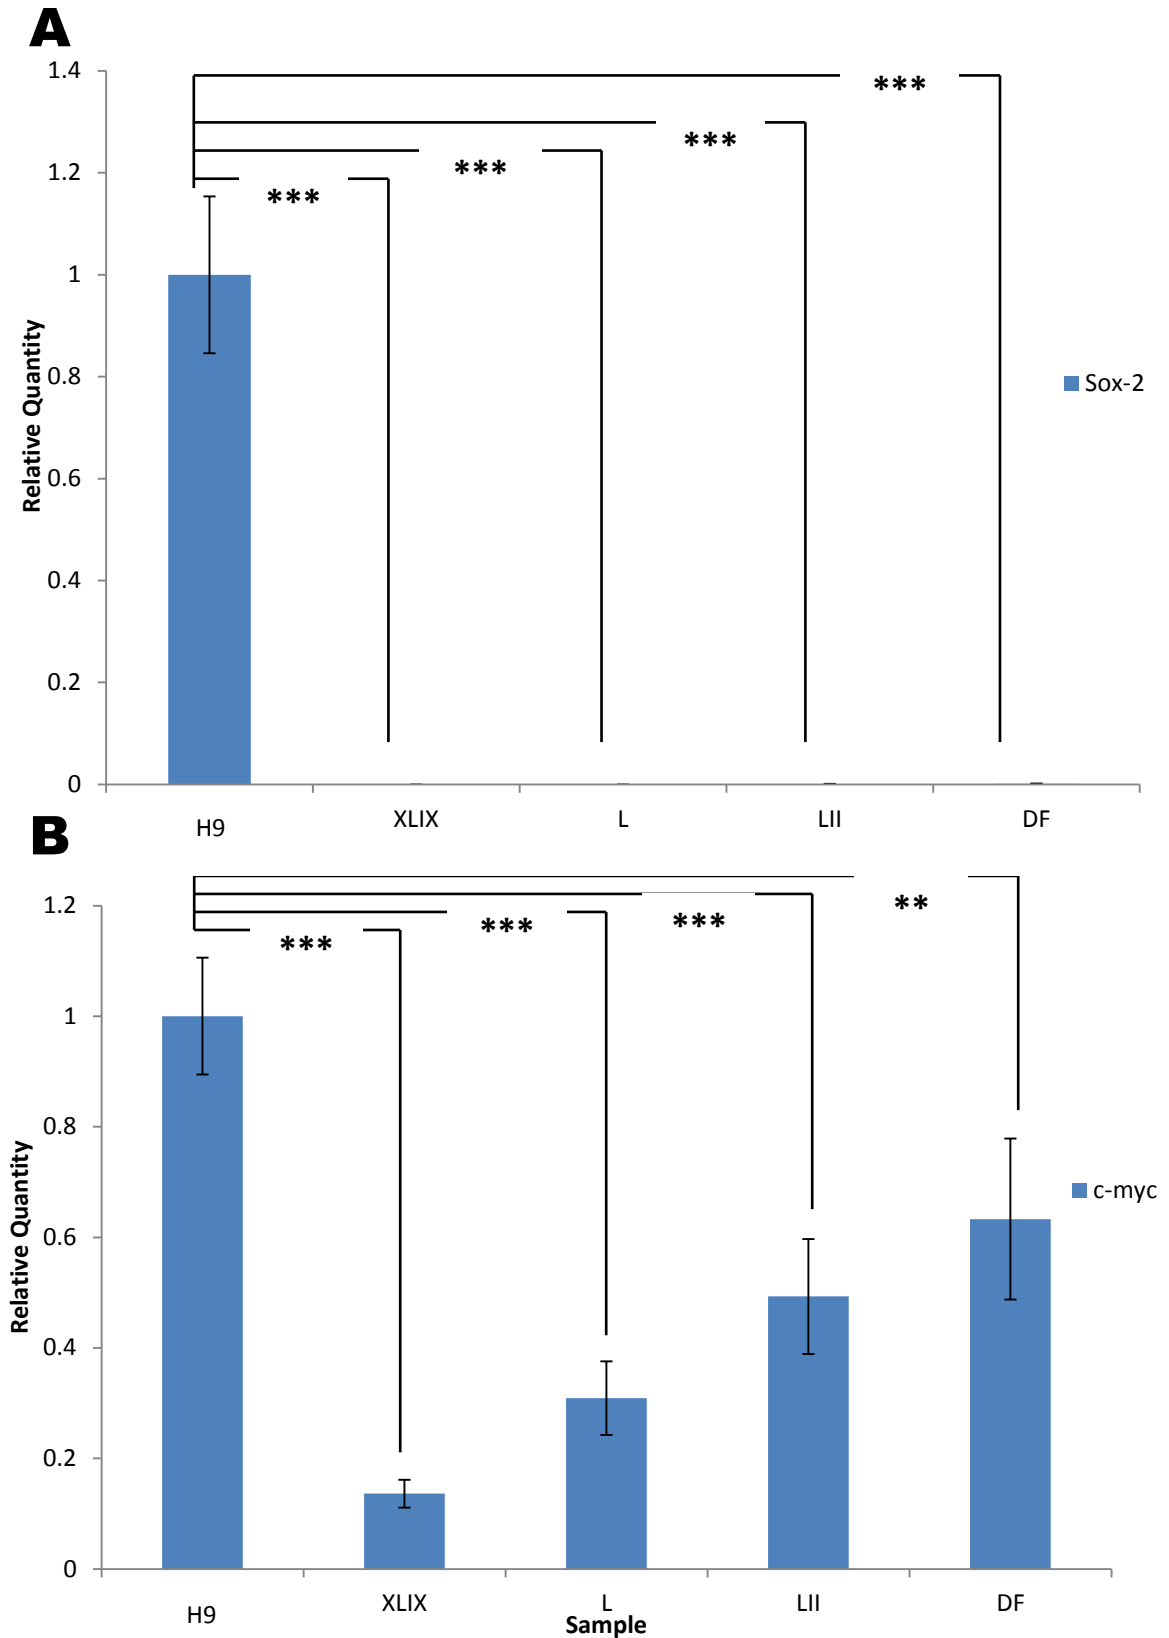 A
1.4
1.2
1
0.8
0.6
0.4
0.2
0
Relative Quantity
***
***
***
***
Sox-2
H9 XLIX L LII DF
B
1.2
1
0.8
0.6
0.4
0.2
0
Relative Quantity
***
***
***
**
c-myc
H9 XLIX L LII DF
Sample